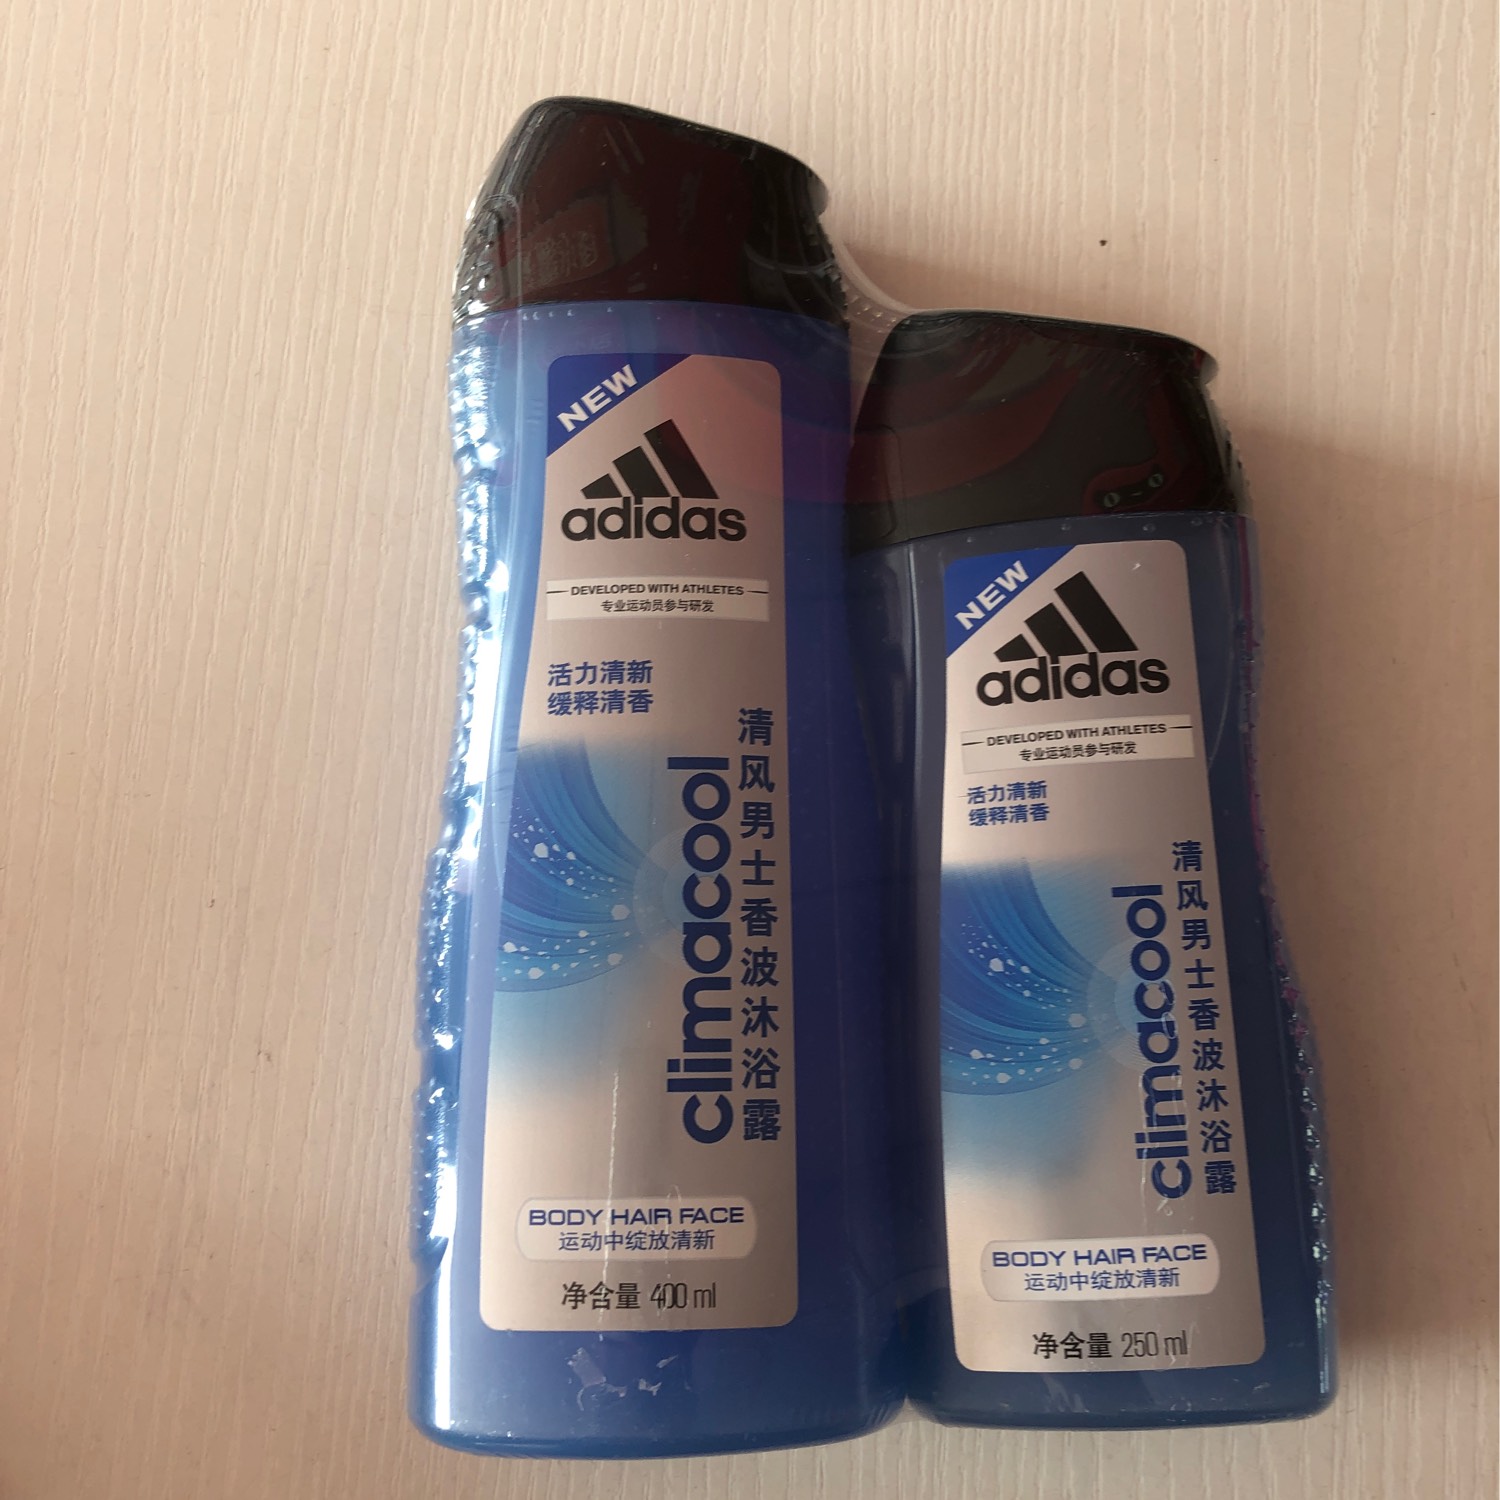 NEW
adidas
DEVELOPED WITH ATHLETES
专业运动员参与研发
活力清新
缓释清香
climacool
清风男士香波沐浴露
BODY HAIR FACE
运动中绽放清新
净含量 400 ml
NEW
adidas
DEVELOPED WITH ATHLETES
专业运动员参与研发
活力清新
缓释清香
climacool
清风男士香波沐浴露
BODY HAIR FACE
运动中绽放清新
净含量 250 ml